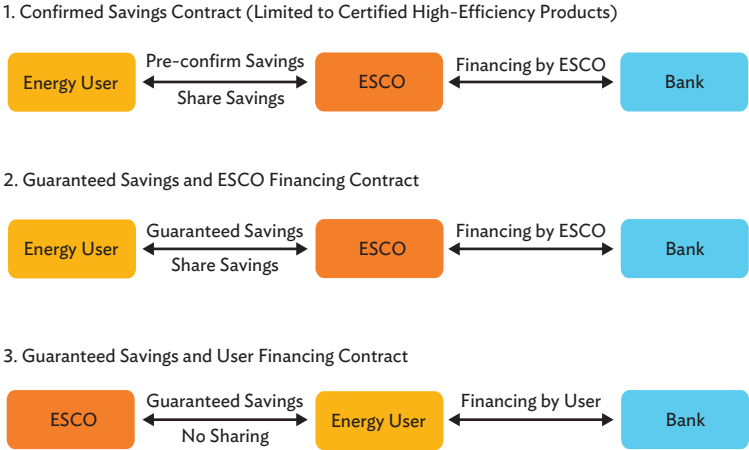 1. Confirmed Savings Contract (Limited to Certified High-Efficiency Products)
Energy User
Pre-confirm Savings
Share Savings
ESCO
Financing by ESCO
Bank
2. Guaranteed Savings and ESCO Financing Contract
Energy User
Guaranteed Savings
Share Savings
ESCO
Financing by ESCO
Bank
3. Guaranteed Savings and User Financing Contract
ESCO
Guaranteed Savings
No Sharing
Energy User
Financing by User
Bank